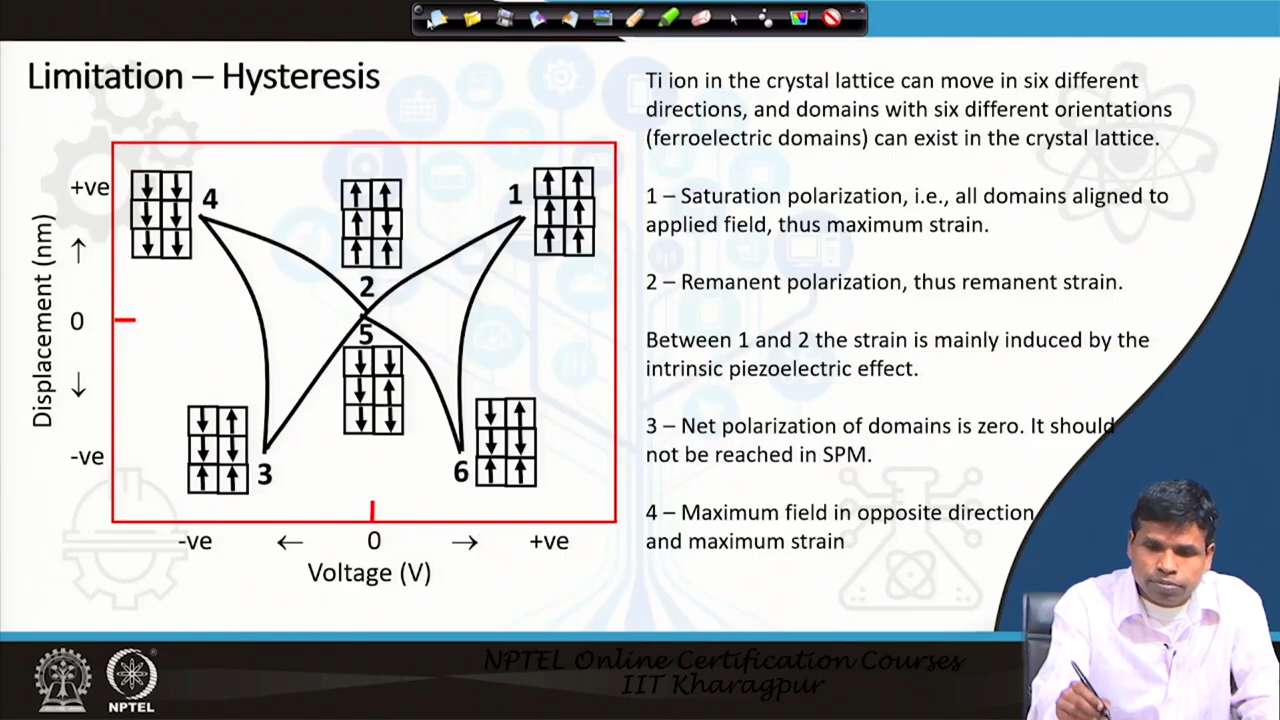 Limitation – Hysteresis
Ti ion in the crystal lattice can move in six different
directions, and domains with six different orientations
(ferroelectric domains) can exist in the crystal lattice.
1 – Saturation polarization, i.e., all domains aligned to
applied field, thus maximum strain.
2 – Remanent polarization, thus remanent strain.
Between 1 and 2 the strain is mainly induced by the
intrinsic piezoelectric effect.
3 – Net polarization of domains is zero. It should
not be reached in SPM.
4 – Maximum field in opposite direction
and maximum strain
Displacement (nm)
+ve
↑
0
↓
-ve
4
1
2
5
3
6
-ve ← 0 → +ve
Voltage (V)
NPTEL Online Certification Courses
IIT Kharagpur
NPTEL